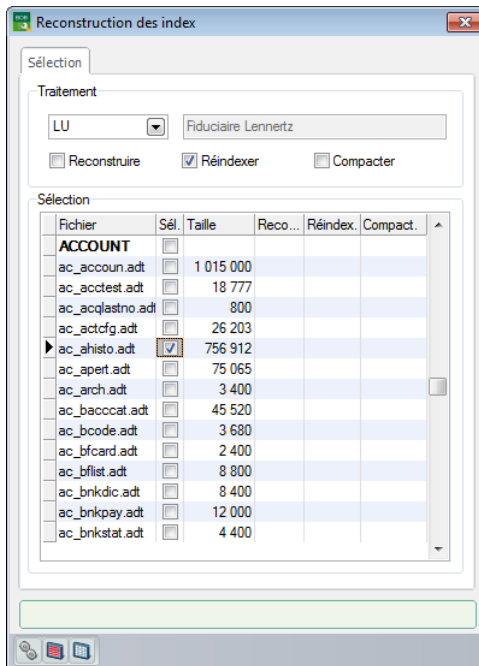 BOB
Reconstruction des index
Sélection
Traitement
LU Fiduciaire Lennertz
Reconstruire Réindexer Compacter
Sélection
Fichier Sél. Taille Reco... Réindex. Compact.
ACCOUNT
ac_accoun.adt 1 015 000
ac_acctest.adt 18 777
ac_acqlastno.adt 800
ac_actcfg.adt 26 203
ac_ahisto.adt 756 912
ac_apert.adt 75 065
ac_arch.adt 3 400
ac_bacccat.adt 45 520
ac_bcode.adt 3 680
ac_bfcard.adt 2 400
ac_bflist.adt 8 800
ac_bnkdic.adt 8 400
ac_bnkpay.adt 12 000
ac_bnkstat.adt 4 400